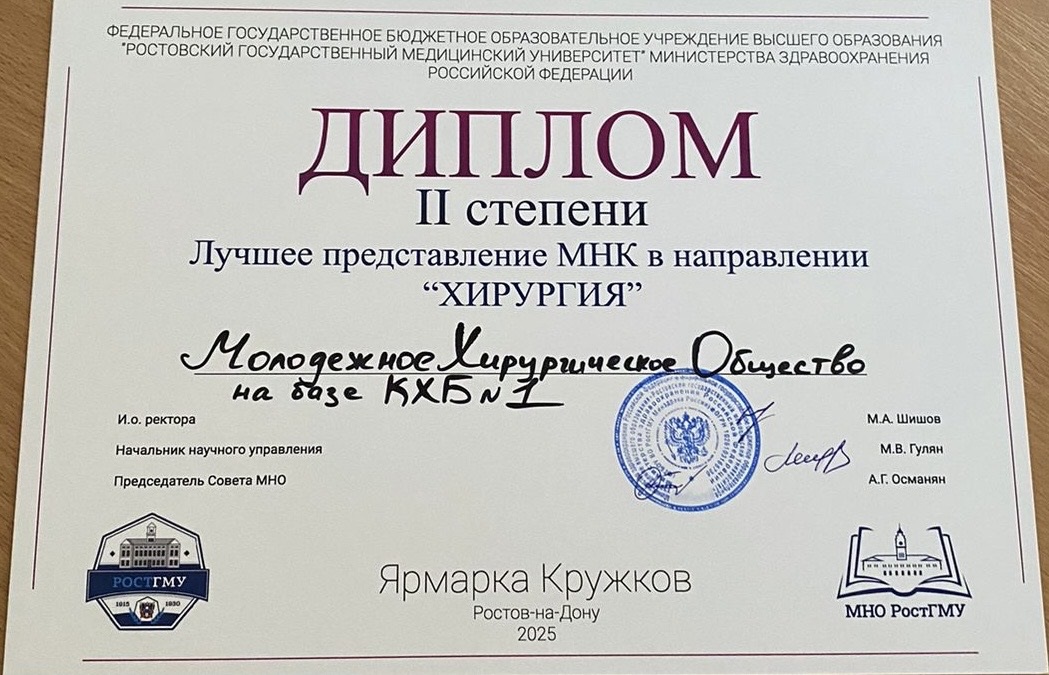 ФЕДЕРАЛЬНОЕ ГОСУДАРСТВЕННОЕ БЮДЖЕТНОЕ ОБРАЗОВАТЕЛЬНОЕ УЧРЕЖДЕНИЕ ВЫСШЕГО ОБРАЗОВАНИЯ
"РОСТОВСКИЙ ГОСУДАРСТВЕННЫЙ МЕДИЦИНСКИЙ УНИВЕРСИТЕТ" МИНИСТЕРСТВА ЗДРАВООХРАНЕНИЯ
РОССИЙСКОЙ ФЕДЕРАЦИИ
ДИПЛОМ
II степени
Лучшее представление МНК в направлении
“ХИРУРГИЯ”
Молодежное Хирургическое Общество
на базе КХБ №1
И.о. ректора
М.А. Шишов
Начальник научного управления
М.В. Гулян
Председатель Совета МНО
А.Г. Османян
РОСТГМУ
1915 1930
Ярмарка Кружков
Ростов-на-Дону
2025
МНО РостГМУ